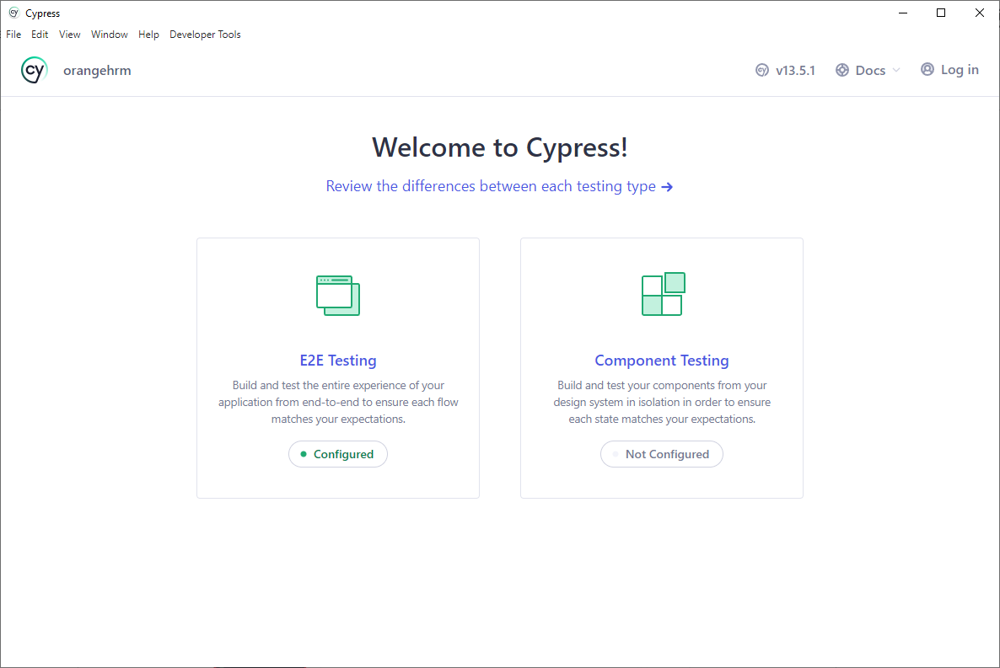 cy Cypress
File Edit View Window Help Developer Tools
cy orangehrm cy v13.5.1 Docs Log in
Welcome to Cypress!
Review the differences between each testing type →
E2E Testing
Build and test the entire experience of your
application from end-to-end to ensure each flow
matches your expectations.
Configured
Component Testing
Build and test your components from your
design system in isolation in order to ensure
each state matches your expectations.
Not Configured